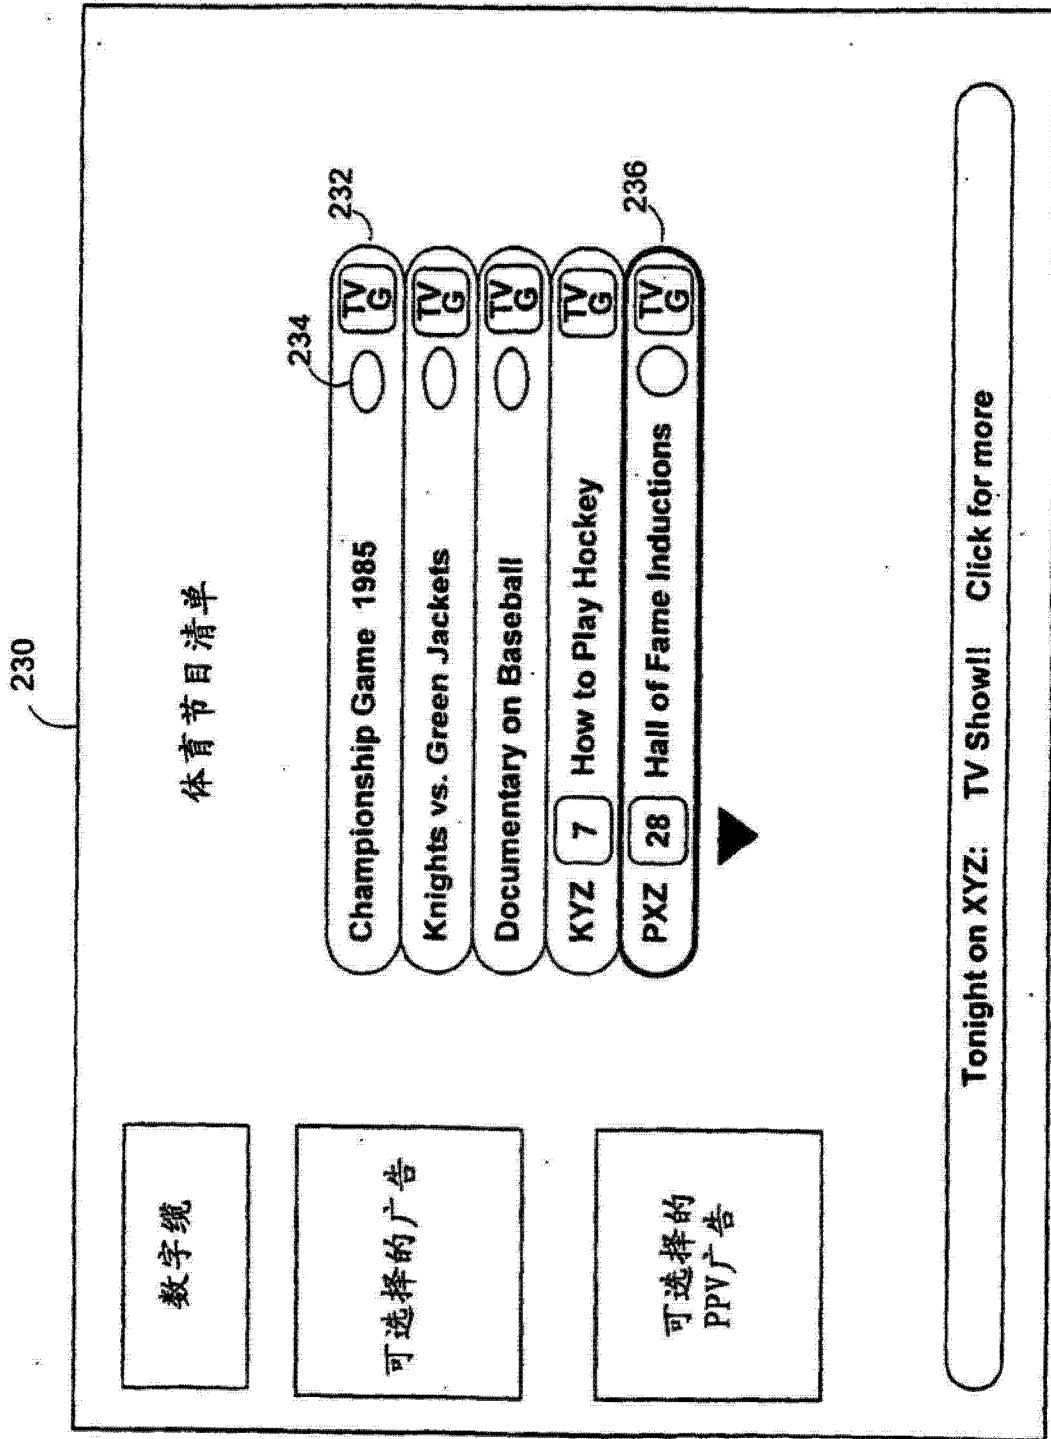 230
体育节目清单
数字缆
可选择的广告
可选择的
PPV广告
232
234
Championship Game 1985 TV G
Knights vs. Green Jackets TV G
Documentary on Baseball TV G
KYZ 7 How to Play Hockey TV G
PXZ 28 Hall of Fame Inductions TV G
236
Tonight on XYZ: TV Show!! Click for more